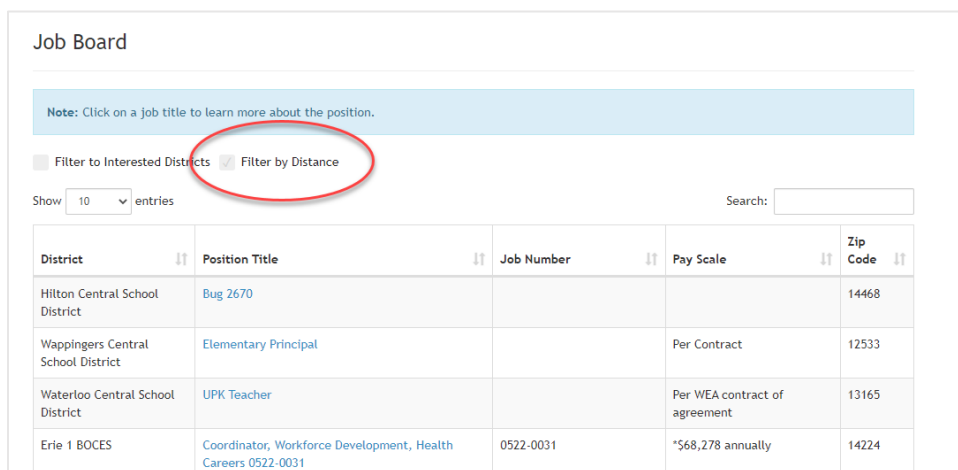 Job Board
Note: Click on a job title to learn more about the position.
Filter to Interested Districts Filter by Distance
Show 10 entries Search:
District Position Title Job Number Pay Scale Zip Code
Hilton Central School District Bug 2670 14468
Wappingers Central School District Elementary Principal Per Contract 12533
Waterloo Central School District UPK Teacher Per WEA contract of agreement 13165
Erie 1 BOCES Coordinator, Workforce Development, Health Careers 0522-0031 0522-0031 *$68,278 annually 14224